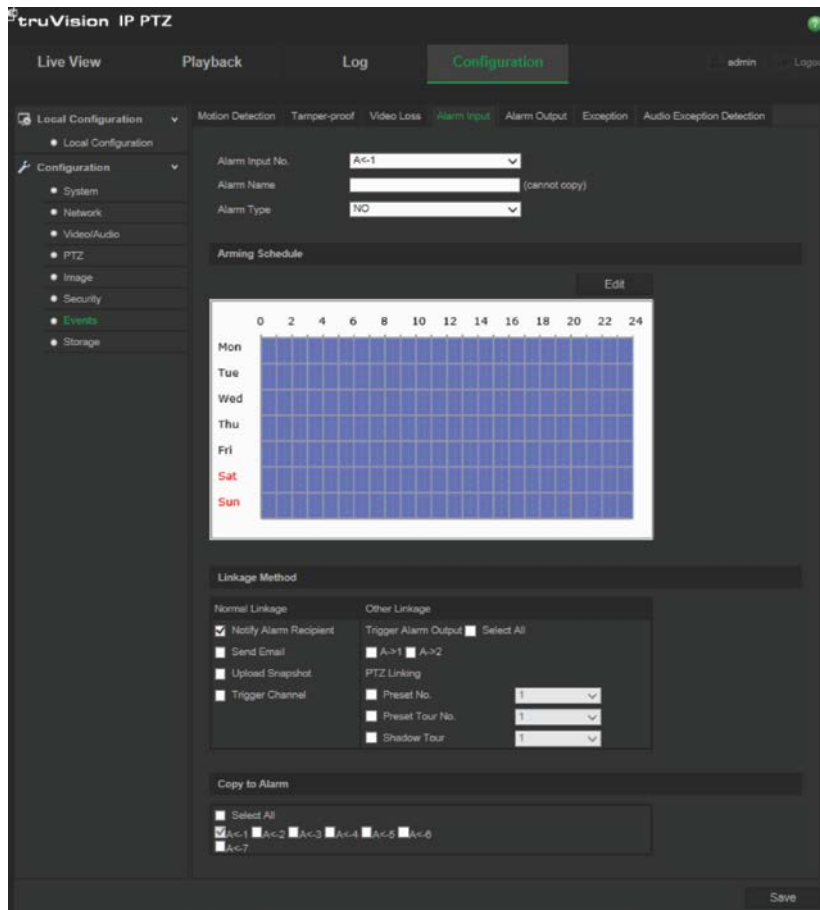 truVision IP PTZ
?
Live View Playback Log Configuration admin Logou
Local Configuration
Local Configuration
Configuration
System
Network
Video/Audio
PTZ
Image
Security
Events
Storage
Motion Detection Tamper-proof Video Loss Alarm Input Alarm Output Exception Audio Exception Detection
Alarm Input No. A<-1
Alarm Name (cannot copy)
Alarm Type NO
Arming Schedule
Edit
0 2 4 6 8 10 12 14 16 18 20 22 24
Mon
Tue
Wed
Thu
Fri
Sat
Sun
Linkage Method
Normal Linkage Other Linkage
Notify Alarm Recipient Trigger Alarm Output Select All
Send Email A->1 A->2
Upload Snapshot PTZ Linking
Trigger Channel Preset No. 1
Preset Tour No. 1
Shadow Tour 1
Copy to Alarm
Select All
A<-1 A<-2 A<-3 A<-4 A<-5 A<-6
A<-7
Save